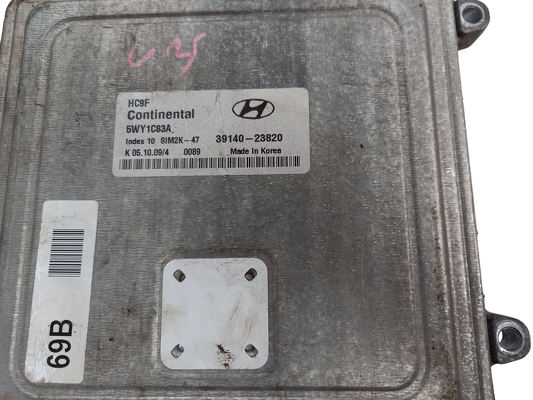 HC9F
Continental
5WY1C83A
Index 10 SIM2K-47 39140-23820
K 05.10.09/4 0089 Made in Korea
69B